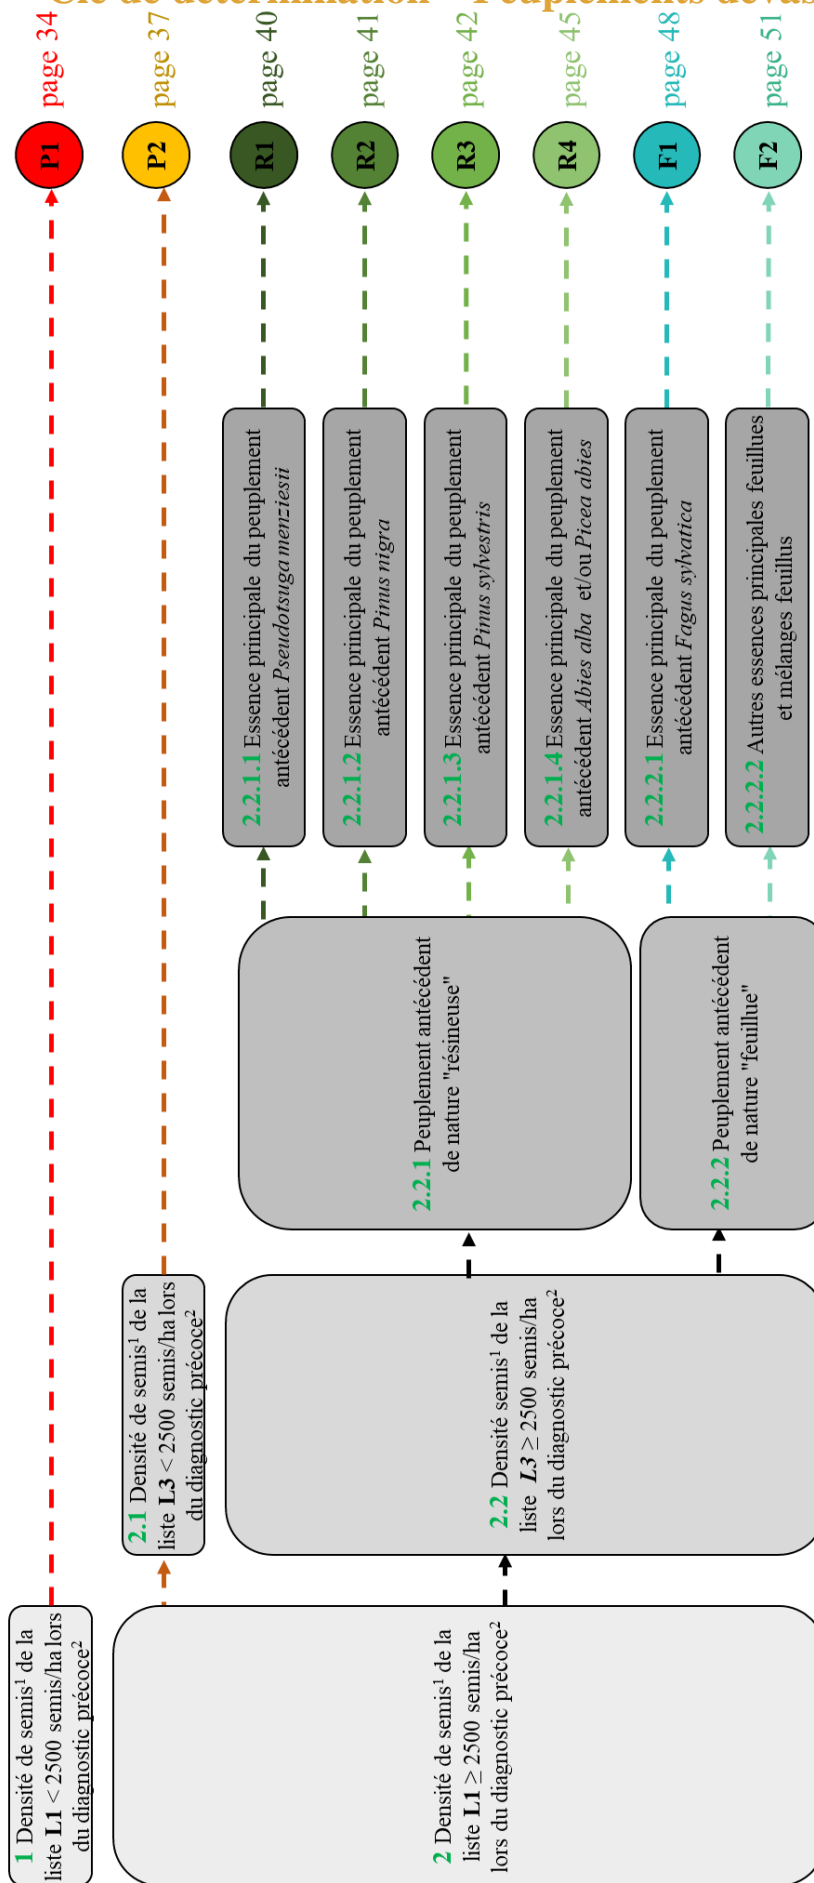 1 Densité de semis¹ de la
liste L1 < 2500 semis/ha lors
du diagnostic précoce²
P1
page 34
2 Densité de semis¹ de la
liste L1 ≥ 2500 semis/ha
lors du diagnostic précoce²
2.1 Densité de semis¹ de la
liste L3 < 2500 semis/ha lors
du diagnostic précoce²
P2
page 37
2.2 Densité semis¹ de la
liste L3 ≥ 2500 semis/ha
lors du diagnostic précoce²
2.2.1 Peuplement antécédent
de nature "résineuse"
2.2.1.1 Essence principale du peuplement
antécédent Pseudotsuga menziesii
R1
page 40
2.2.1.2 Essence principale du peuplement
antécédent Pinus nigra
R2
page 41
2.2.1.3 Essence principale du peuplement
antécédent Pinus sylvestris
R3
page 42
2.2.1.4 Essence principale du peuplement
antécédent Abies alba et/ou Picea abies
R4
page 45
2.2.2 Peuplement antécédent
de nature "feuillue"
2.2.2.1 Essence principale du peuplement
antécédent Fagus sylvatica
F1
page 48
2.2.2.2 Autres essences principales feuillues
et mélanges feuillus
F2
page 51